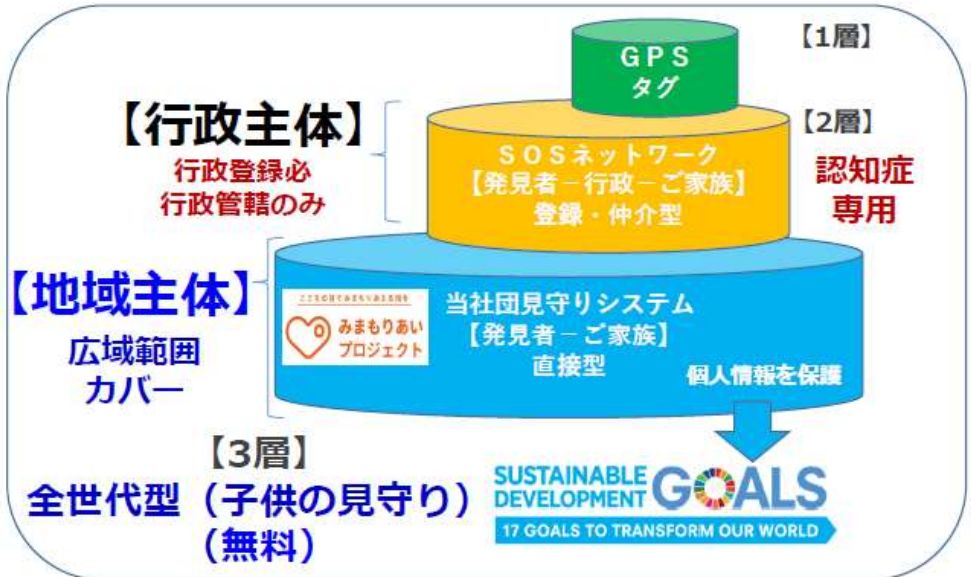 【1層】
GPS
タグ
【行政主体】
行政登録必
行政管轄のみ
【2層】
SOSネットワーク
【発見者－行政－ご家族】
登録・仲介型
認知症
専用
【地域主体】
広域範囲
カバー
みまもりあい
プロジェクト
当社団見守りシステム
【発見者－ご家族】
直接型
個人情報を保護
【3層】
全世代型（子供の見守り）
（無料）
SUSTAINABLE
DEVELOPMENT
GOALS
17 GOALS TO TRANSFORM OUR WORLD